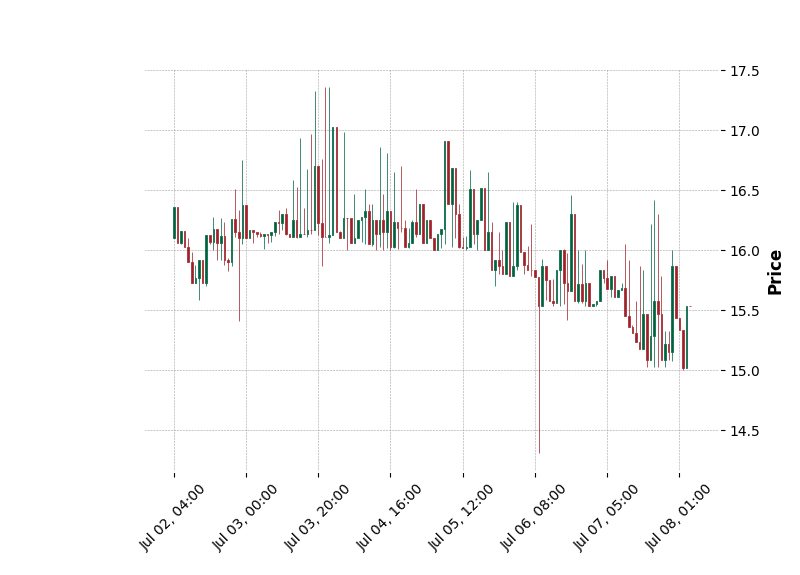 17.5
17.0
16.5
16.0
15.5
15.0
14.5
Price
Jul 02, 04:00
Jul 03, 00:00
Jul 03, 20:00
Jul 04, 16:00
Jul 05, 12:00
Jul 06, 08:00
Jul 07, 05:00
Jul 08, 01:00